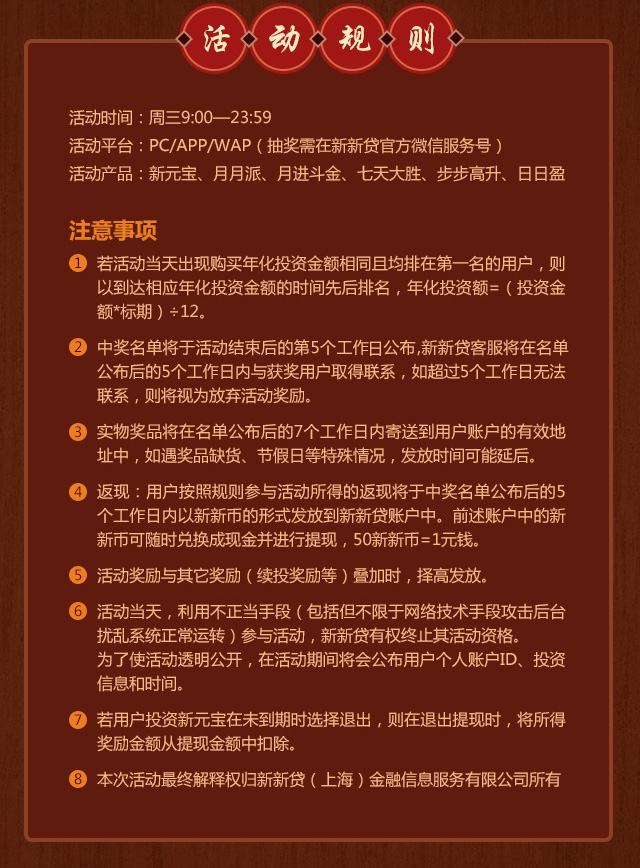 活动规则
活动时间：周三9:00—23:59
活动平台：PC/APP/WAP（抽奖需在新新贷官方微信服务号）
活动产品：新元宝、月月派、月进斗金、七天大胜、步步高升、日日盈
注意事项
1 若活动当天出现购买年化投资金额相同且均排在第一名的用户，则
以到达相应年化投资金额的时间先后排名，年化投资额=（投资金
额*标期）÷12。
2 中奖名单将于活动结束后的第5个工作日公布,新新贷客服将在名单
公布后的5个工作日内与获奖用户取得联系，如超过5个工作日无法
联系，则将视为放弃活动奖励。
3 实物奖品将在名单公布后的7个工作日内寄送到用户账户的有效地
址中，如遇奖品缺货、节假日等特殊情况，发放时间可能延后。
4 返现：用户按照规则参与活动所得的返现将于中奖名单公布后的5
个工作日内以新新币的形式发放到新新贷账户中。前述账户中的新
新币可随时兑换成现金并进行提现，50新新币=1元钱。
5 活动奖励与其它奖励（续投奖励等）叠加时，择高发放。
6 活动当天，利用不正当手段（包括但不限于网络技术手段攻击后台
扰乱系统正常运转）参与活动，新新贷有权终止其活动资格。
为了使活动透明公开，在活动期间将会公布用户个人账户ID、投资
信息和时间。
7 若用户投资新元宝在未到期时选择退出，则在退出提现时，将所得
奖励金额从提现金额中扣除。
8 本次活动最终解释权归新新贷（上海）金融信息服务有限公司所有